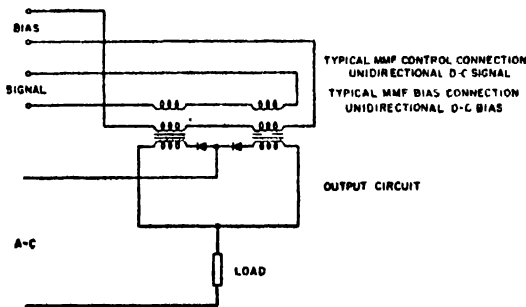 BIAS
SIGNAL
TYPICAL MMF CONTROL CONNECTION
UNIDIRECTIONAL D-C SIGNAL
TYPICAL MMF BIAS CONNECTION
UNIDIRECTIONAL D-C BIAS
OUTPUT CIRCUIT
A-C
LOAD